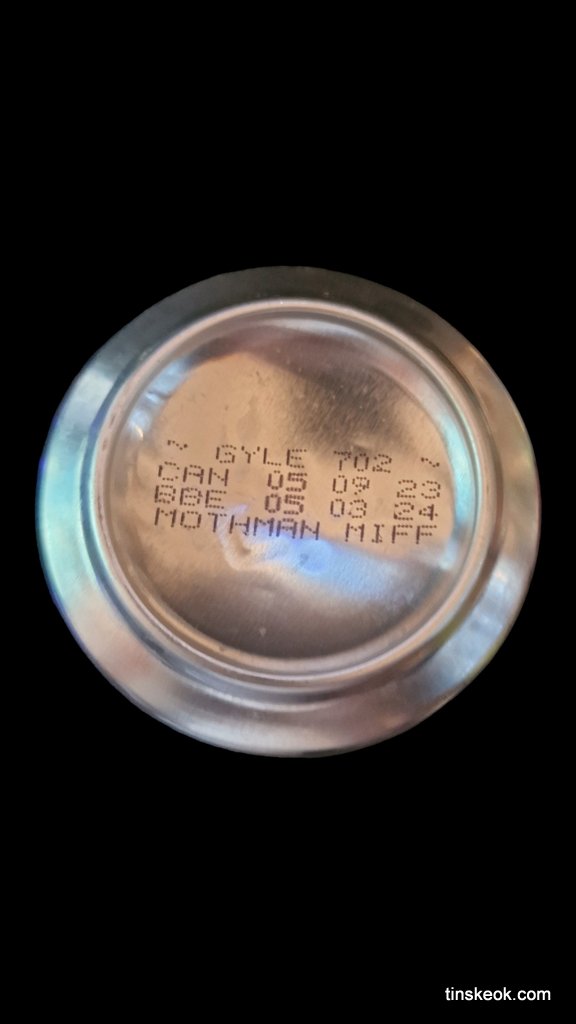 ~ GYLE 702 ~
CAN 05 09 23
BBE 05 03 24
MOTHMAN MIFF
tinskeok.com